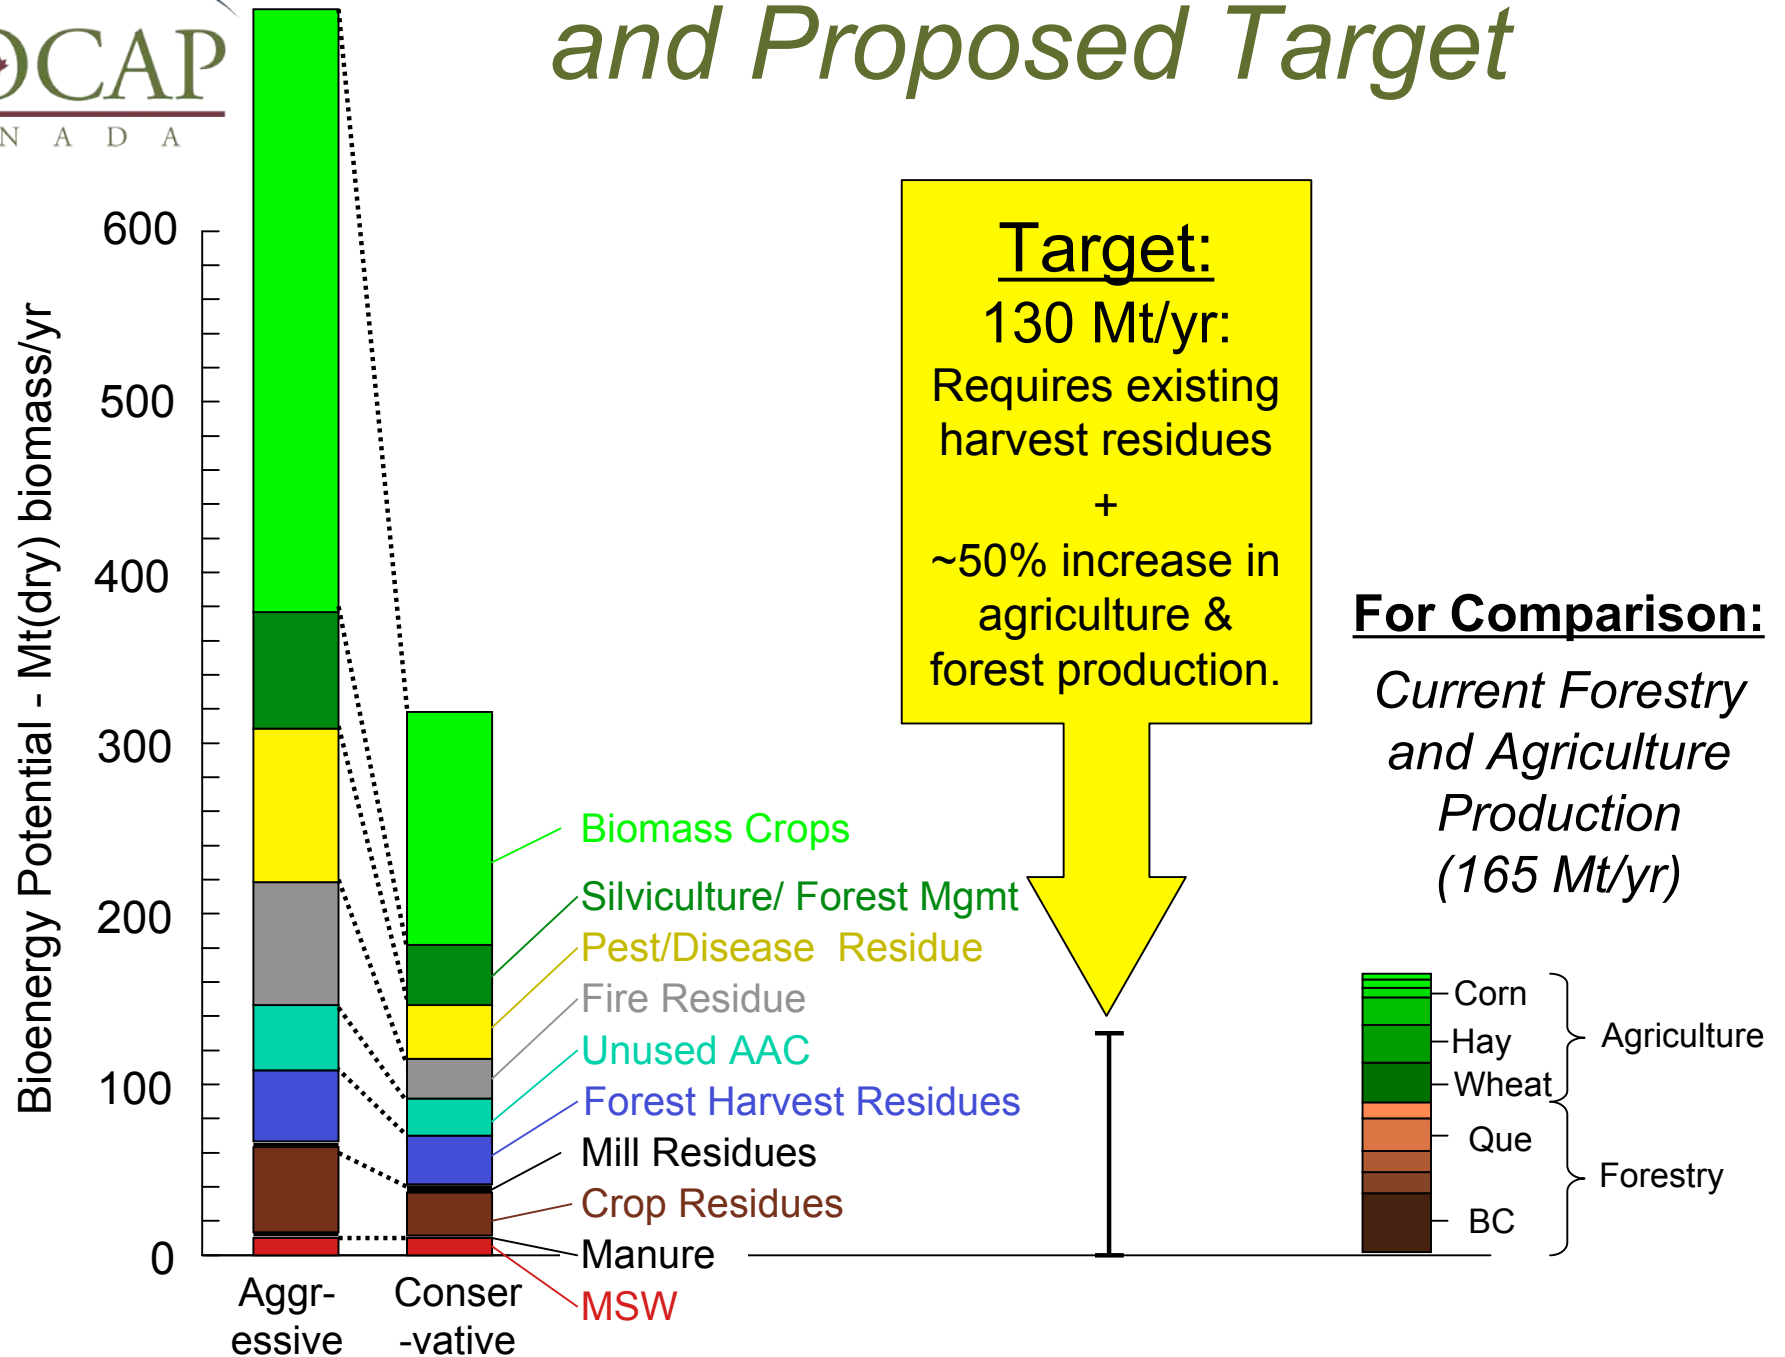 OCAP
N A D A
and Proposed Target
Bioenergy Potential - Mt(dry) biomass/yr
600
500
400
300
200
100
0
Aggr-
essive
Conser
-vative
Biomass Crops
Silviculture/ Forest Mgmt
Pest/Disease Residue
Fire Residue
Unused AAC
Forest Harvest Residues
Mill Residues
Crop Residues
Manure
MSW
Target:
130 Mt/yr:
Requires existing
harvest residues
+
~50% increase in
agriculture &
forest production.
For Comparison:
Current Forestry
and Agriculture
Production
(165 Mt/yr)
Corn
Hay
Wheat
Agriculture
Que
BC
Forestry